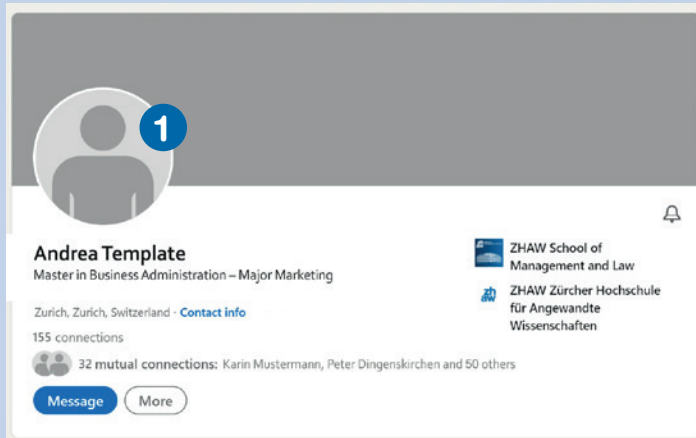 1
Andrea Template
Master in Business Administration – Major Marketing
Zurich, Zurich, Switzerland · Contact info
155 connections
32 mutual connections: Karin Mustermann, Peter Dingenskirchen and 50 others
Message
More
ZHAW School of
Management and Law
zh
aw
ZHAW Zürcher Hochschule
für Angewandte
Wissenschaften